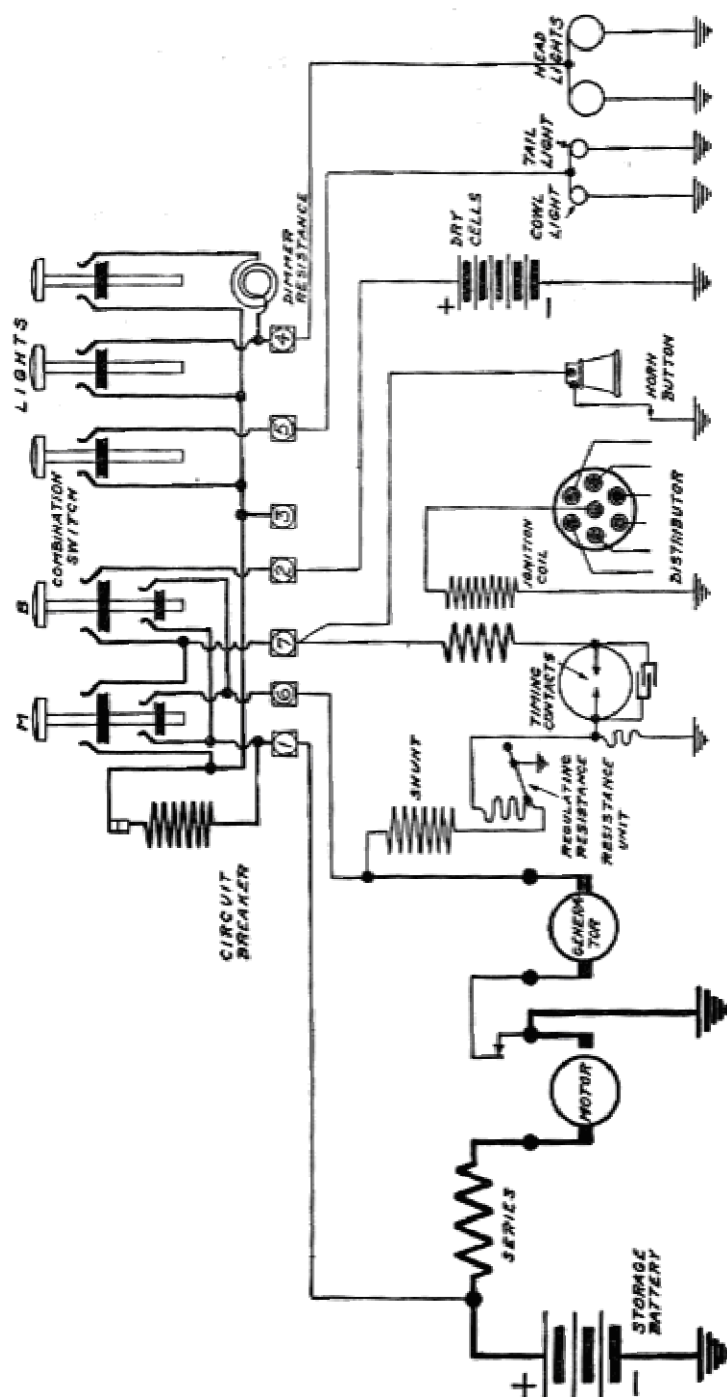 LIGHTS
COMBINATION
SWITCH
M
B
CIRCUIT
BREAKER
1
6
7
2
3
5
4
DIMMER
RESISTANCE
SHUNT
REGULATING
RESISTANCE
RESISTANCE
UNIT
TIMING
CONTACTS
IGNITION
COIL
DISTRIBUTOR
HORN
BUTTON
DRY
CELLS
+
−
COWL
LIGHT
TAIL
LIGHT
HEAD
LIGHTS
GENERA
TOR
MOTOR
SERIES
STORAGE
BATTERY
+
−